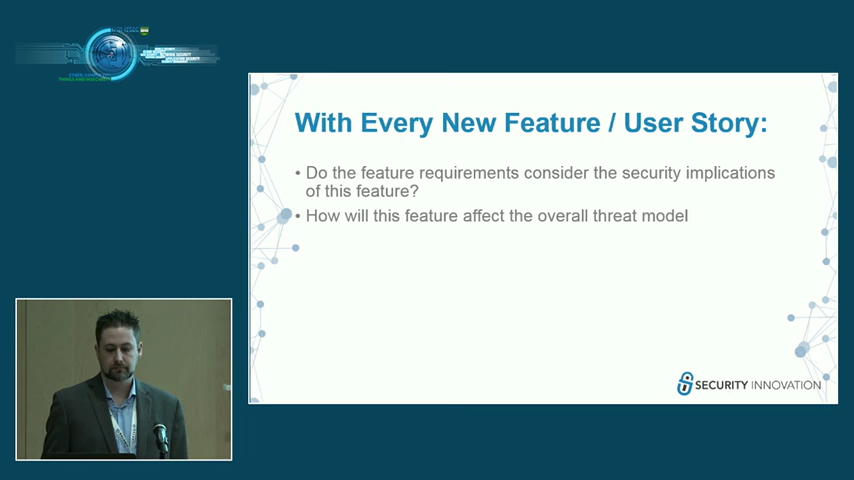 With Every New Feature / User Story:
• Do the feature requirements consider the security implications
of this feature?
• How will this feature affect the overall threat model
SECURITY INNOVATION